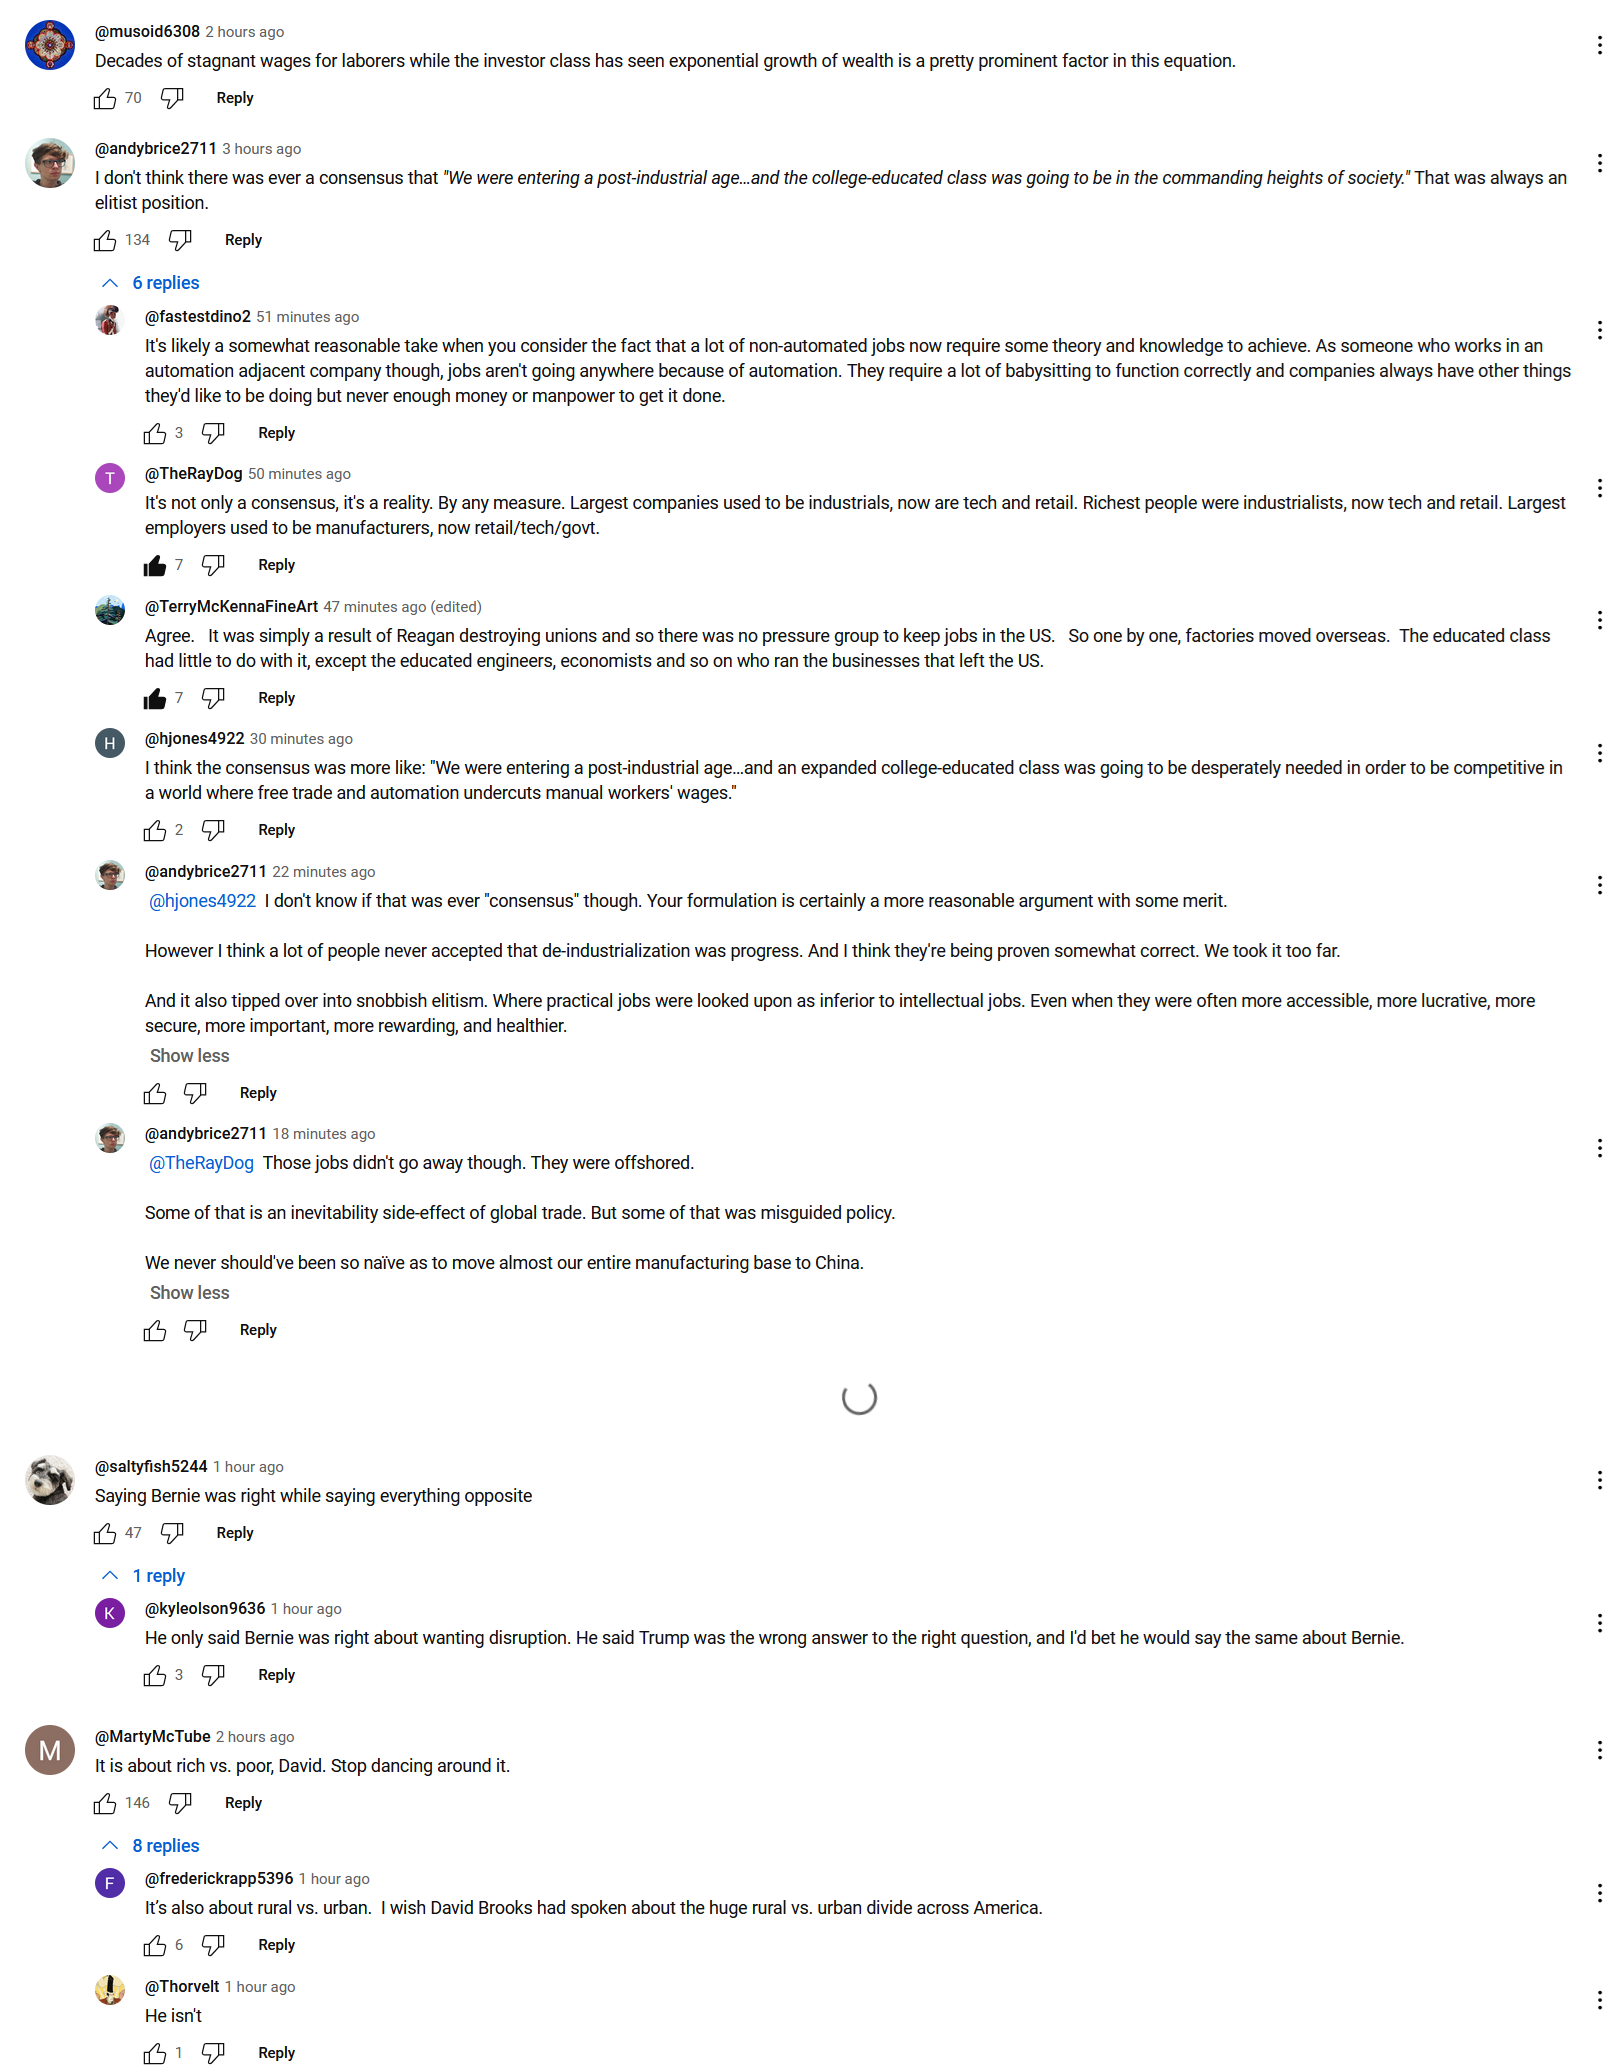 @musoid6308 2 hours ago
Decades of stagnant wages for laborers while the investor class has seen exponential growth of wealth is a pretty prominent factor in this equation.
70 Reply
@andybrice2711 3 hours ago
I don't think there was ever a consensus that "We were entering a post-industrial age...and the college-educated class was going to be in the commanding heights of society." That was always an
elitist position.
134 Reply
6 replies
@fastestdino2 51 minutes ago
It's likely a somewhat reasonable take when you consider the fact that a lot of non-automated jobs now require some theory and knowledge to achieve. As someone who works in an
automation adjacent company though, jobs aren't going anywhere because of automation. They require a lot of babysitting to function correctly and companies always have other things
they'd like to be doing but never enough money or manpower to get it done.
3 Reply
T
@TheRayDog 50 minutes ago
It's not only a consensus, it's a reality. By any measure. Largest companies used to be industrials, now are tech and retail. Richest people were industrialists, now tech and retail. Largest
employers used to be manufacturers, now retail/tech/govt.
7 Reply
@TerryMcKennaFineArt 47 minutes ago (edited)
Agree. It was simply a result of Reagan destroying unions and so there was no pressure group to keep jobs in the US. So one by one, factories moved overseas. The educated class
had little to do with it, except the educated engineers, economists and so on who ran the businesses that left the US.
7 Reply
H
@hjones4922 30 minutes ago
I think the consensus was more like: "We were entering a post-industrial age...and an expanded college-educated class was going to be desperately needed in order to be competitive in
a world where free trade and automation undercuts manual workers' wages."
2 Reply
@andybrice2711 22 minutes ago
@hjones4922 I don't know if that was ever "consensus" though. Your formulation is certainly a more reasonable argument with some merit.
However I think a lot of people never accepted that de-industrialization was progress. And I think they're being proven somewhat correct. We took it too far.
And it also tipped over into snobbish elitism. Where practical jobs were looked upon as inferior to intellectual jobs. Even when they were often more accessible, more lucrative, more
secure, more important, more rewarding, and healthier.
Show less
Reply
@andybrice2711 18 minutes ago
@TheRayDog Those jobs didn't go away though. They were offshored.
Some of that is an inevitability side-effect of global trade. But some of that was misguided policy.
We never should've been so naïve as to move almost our entire manufacturing base to China.
Show less
Reply
@saltyfish5244 1 hour ago
Saying Bernie was right while saying everything opposite
47 Reply
1 reply
K
@kyleolson9636 1 hour ago
He only said Bernie was right about wanting disruption. He said Trump was the wrong answer to the right question, and I'd bet he would say the same about Bernie.
3 Reply
M
@MartyMcTube 2 hours ago
It is about rich vs. poor, David. Stop dancing around it.
146 Reply
8 replies
F
@frederickrapp5396 1 hour ago
It's also about rural vs. urban. I wish David Brooks had spoken about the huge rural vs. urban divide across America.
6 Reply
@Thorvelt 1 hour ago
He isn't
1 Reply